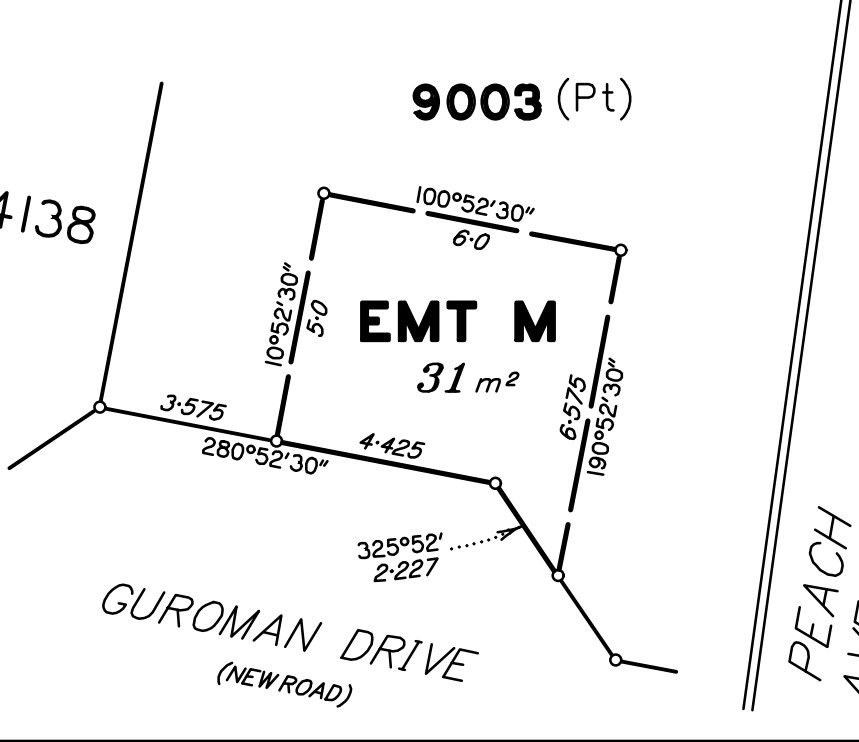 9003 (Pt)
4138
100°52'30"
6·0
10°52'30"
5·0
EMT M
31 m²
6·575
190°52'30"
3·575
280°52'30"
4·425
325°52'
2·227
GUROMAN DRIVE
(NEW ROAD)
PEACH